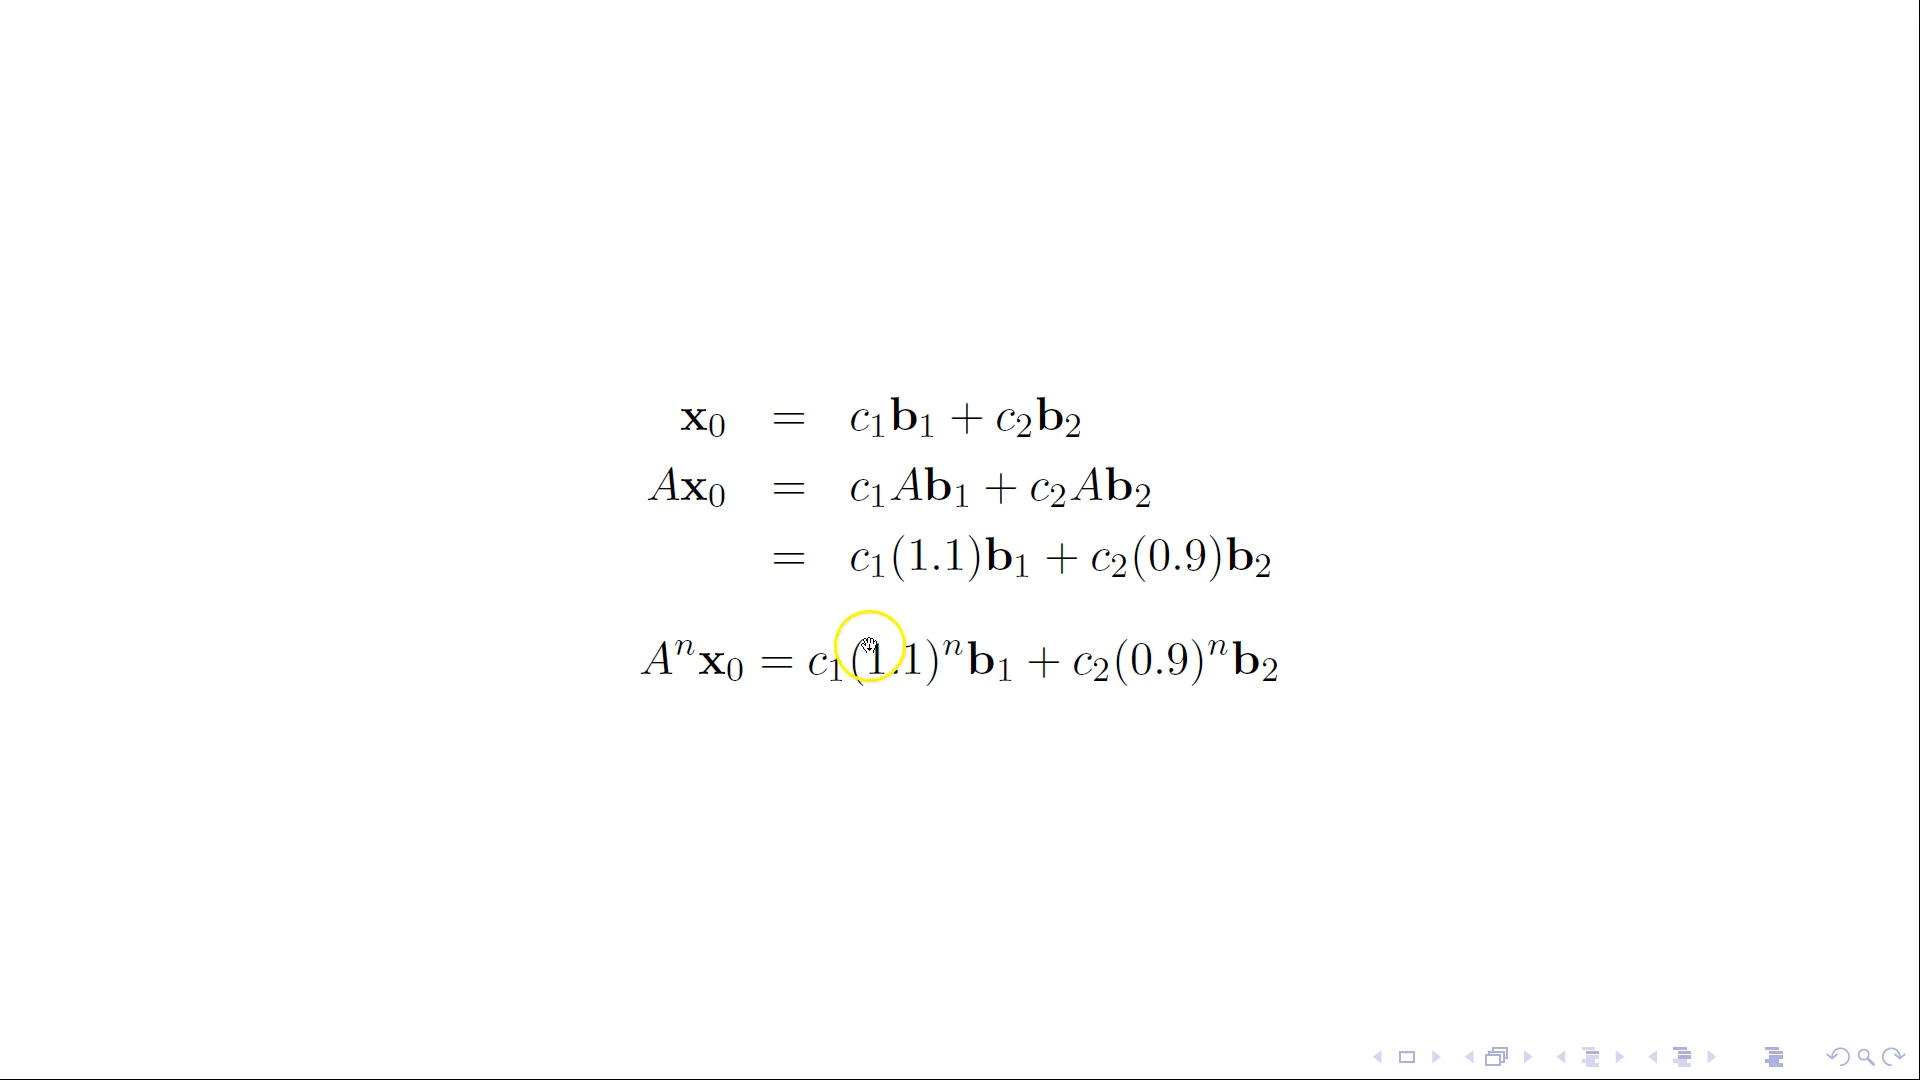 x₀ = c₁b₁ + c₂b₂
Ax₀ = c₁Ab₁ + c₂Ab₂
= c₁(1.1)b₁ + c₂(0.9)b₂
Aⁿx₀ = c₁(1.1)ⁿb₁ + c₂(0.9)ⁿb₂